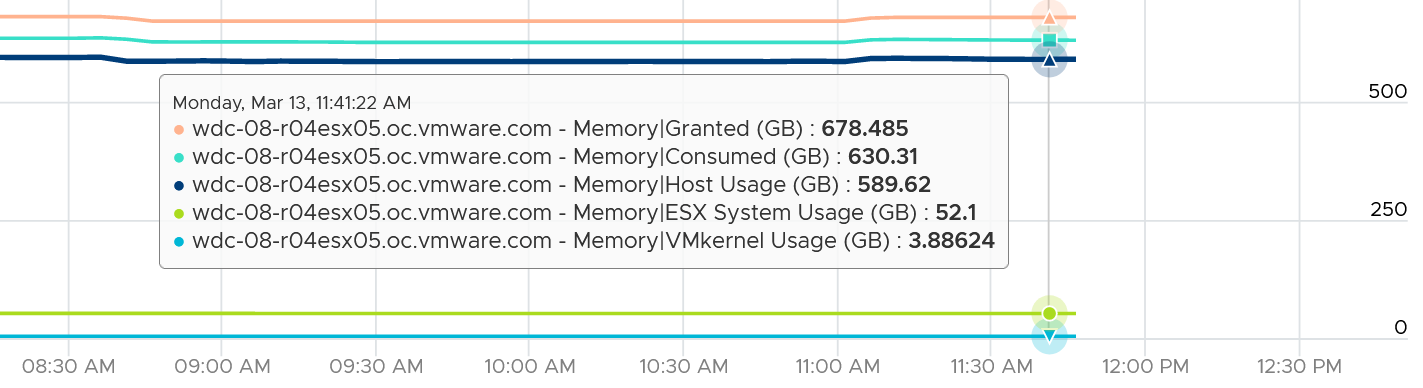 500
250
0
Monday, Mar 13, 11:41:22 AM
wdc-08-r04esx05.oc.vmware.com - Memory|Granted (GB) : 678.485
wdc-08-r04esx05.oc.vmware.com - Memory|Consumed (GB) : 630.31
wdc-08-r04esx05.oc.vmware.com - Memory|Host Usage (GB) : 589.62
wdc-08-r04esx05.oc.vmware.com - Memory|ESX System Usage (GB) : 52.1
wdc-08-r04esx05.oc.vmware.com - Memory|VMkernel Usage (GB) : 3.88624
08:30 AM 09:00 AM 09:30 AM 10:00 AM 10:30 AM 11:00 AM 11:30 AM 12:00 PM 12:30 PM